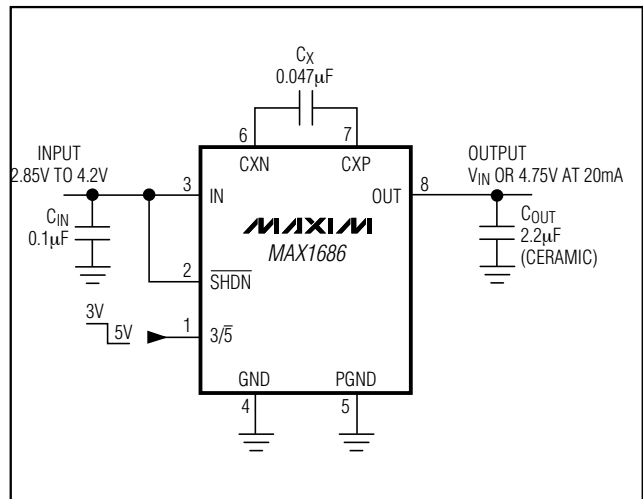 CX
0.047µF
6
7
INPUT
2.85V TO 4.2V
CXN
CXP
OUTPUT
VIN OR 4.75V AT 20mA
3
IN
OUT
8
CIN
0.1µF
MAXIM
MAX1686
COUT
2.2µF
(CERAMIC)
2
SHDN
3V
5V
1
3/5
GND
PGND
4
5